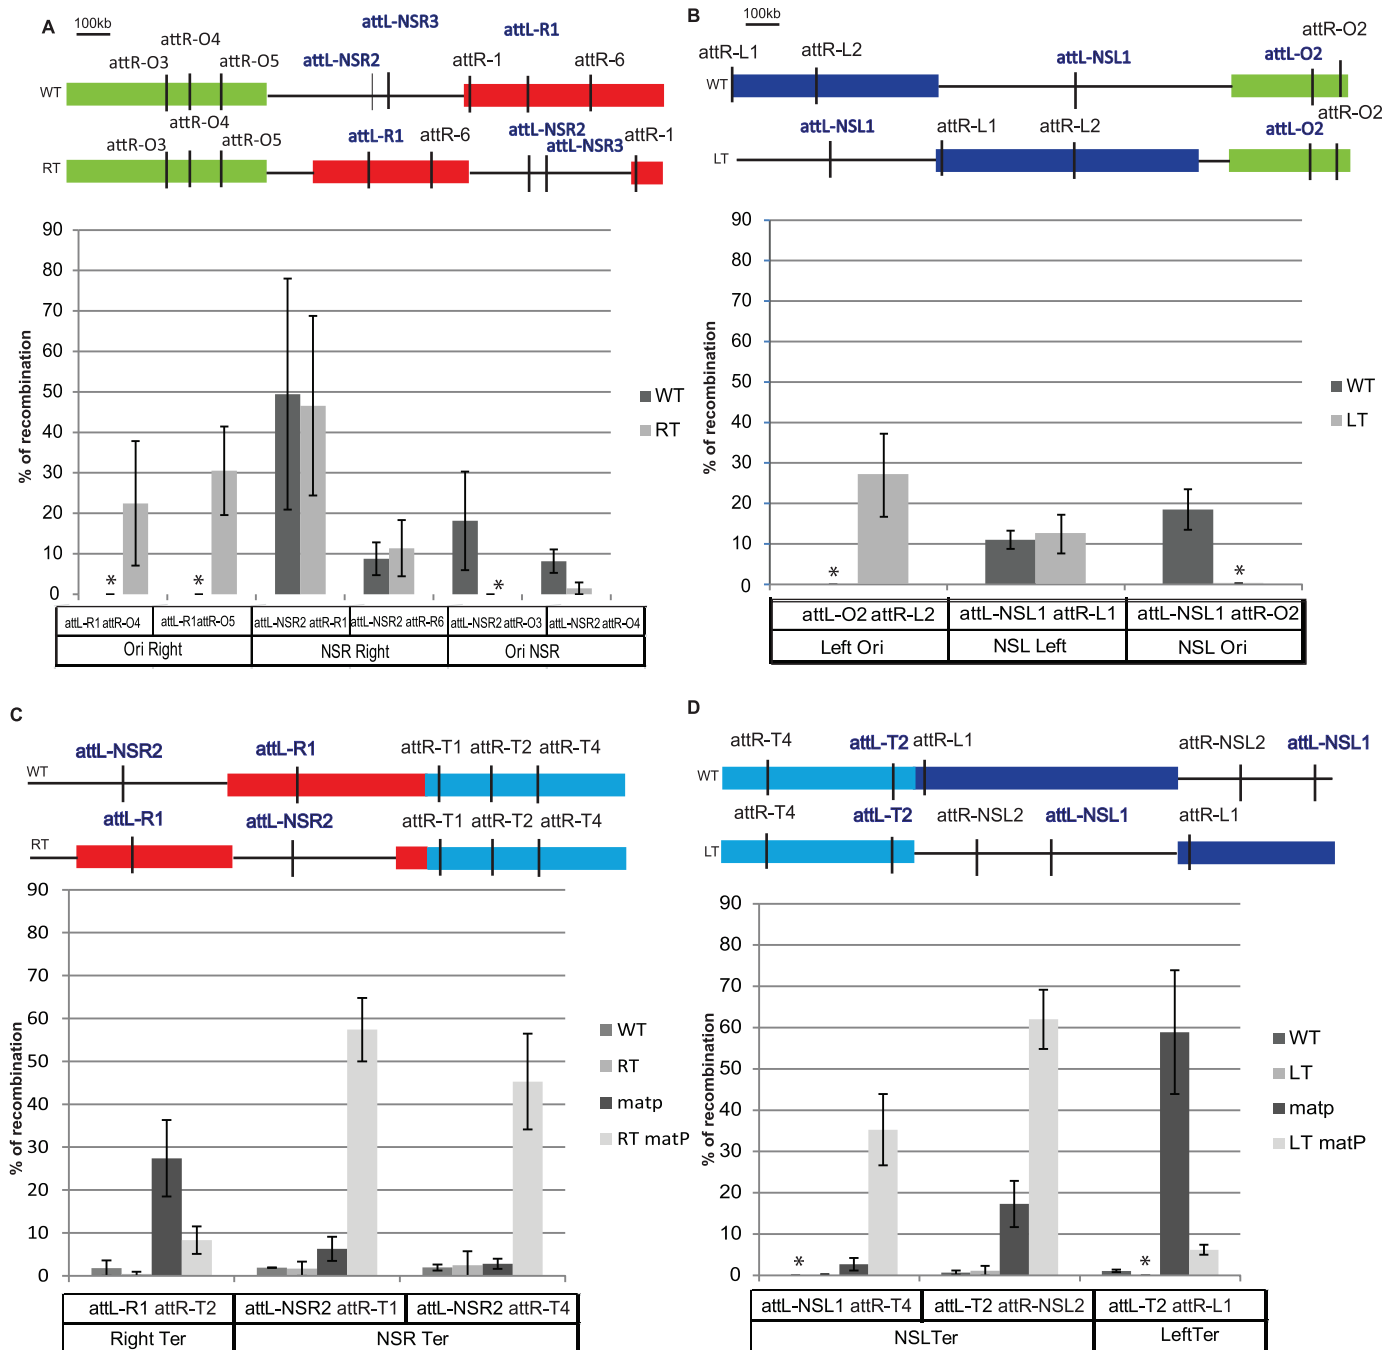 A
100kb
attL-NSR3
attR-O4
attL-R1
attR-O3
attR-O5
attL-NSR2
attR-1
attR-6
WT
attR-O4
attR-O3
attR-O5
attL-R1
attR-6
attL-NSR2
attL-NSR3
attR-1
RT
90
80
70
60
50
40
30
20
10
0
% of recombination
* * *
WT
RT
attL-R1 attR-O4 attL-R1attR-O5 attL-NSR2 attR-R1 attL-NSR2 attR-R6 attL-NSR2 attR-O3 attL-NSR2 attR-O4
Ori Right NSR Right Ori NSR
B
100kb
attR-L1
attR-L2
attL-NSL1
attL-O2
attR-O2
WT
attL-NSL1
attR-L1
attR-L2
attL-O2
attR-O2
LT
90
80
70
60
50
40
30
20
10
0
% of recombination
* *
WT
LT
attL-O2 attR-L2 attL-NSL1 attR-L1 attL-NSL1 attR-O2
Left Ori NSL Left NSL Ori
C
attL-NSR2
attL-R1
attR-T1
attR-T2
attR-T4
WT
attL-R1
attL-NSR2
attR-T1
attR-T2
attR-T4
RT
90
80
70
60
50
40
30
20
10
0
% of recombination
WT
RT
matp
RT matP
attL-R1 attR-T2 attL-NSR2 attR-T1 attL-NSR2 attR-T4
Right Ter NSR Ter
D
attR-T4
attL-T2
attR-L1
attR-NSL2
attL-NSL1
WT
attR-T4
attL-T2
attR-NSL2
attL-NSL1
attR-L1
LT
90
80
70
60
50
40
30
20
10
0
% of recombination
* *
WT
LT
matp
LT matP
attL-NSL1 attR-T4 attL-T2 attR-NSL2 attL-T2 attR-L1
NSLTer LeftTer